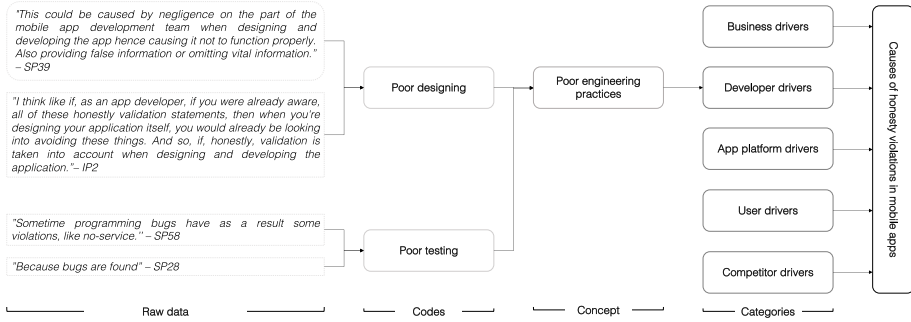 "This could be caused by negligence on the part of the
mobile app development team when designing and
developing the app hence causing it not to function properly.
Also providing false information or omitting vital information."
– SP39
"I think like if, as an app developer, if you were already aware,
all of these honestly validation statements, then when you're
designing your application itself, you would already be looking
into avoiding these things. And so, if, honestly, validation is
taken into account when designing and developing the
application."– IP2
"Sometime programming bugs have as a result some
violations, like no-service.'' – SP58
"Because bugs are found" – SP28
Raw data
Poor designing
Poor testing
Codes
Poor engineering
practices
Concept
Business drivers
Developer drivers
App platform drivers
User drivers
Competitor drivers
Categories
Causes of honesty violations in mobile
apps